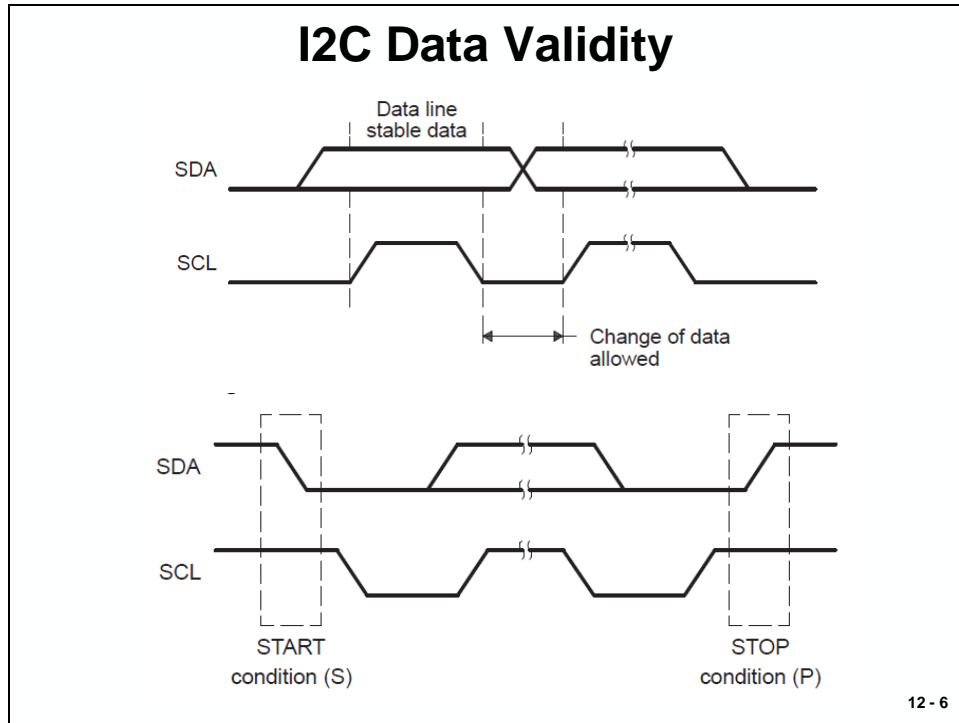 I2C Data Validity
Data line
stable data
SDA
SCL
Change of data
allowed
SDA
SCL
START
condition (S)
STOP
condition (P)
12 - 6